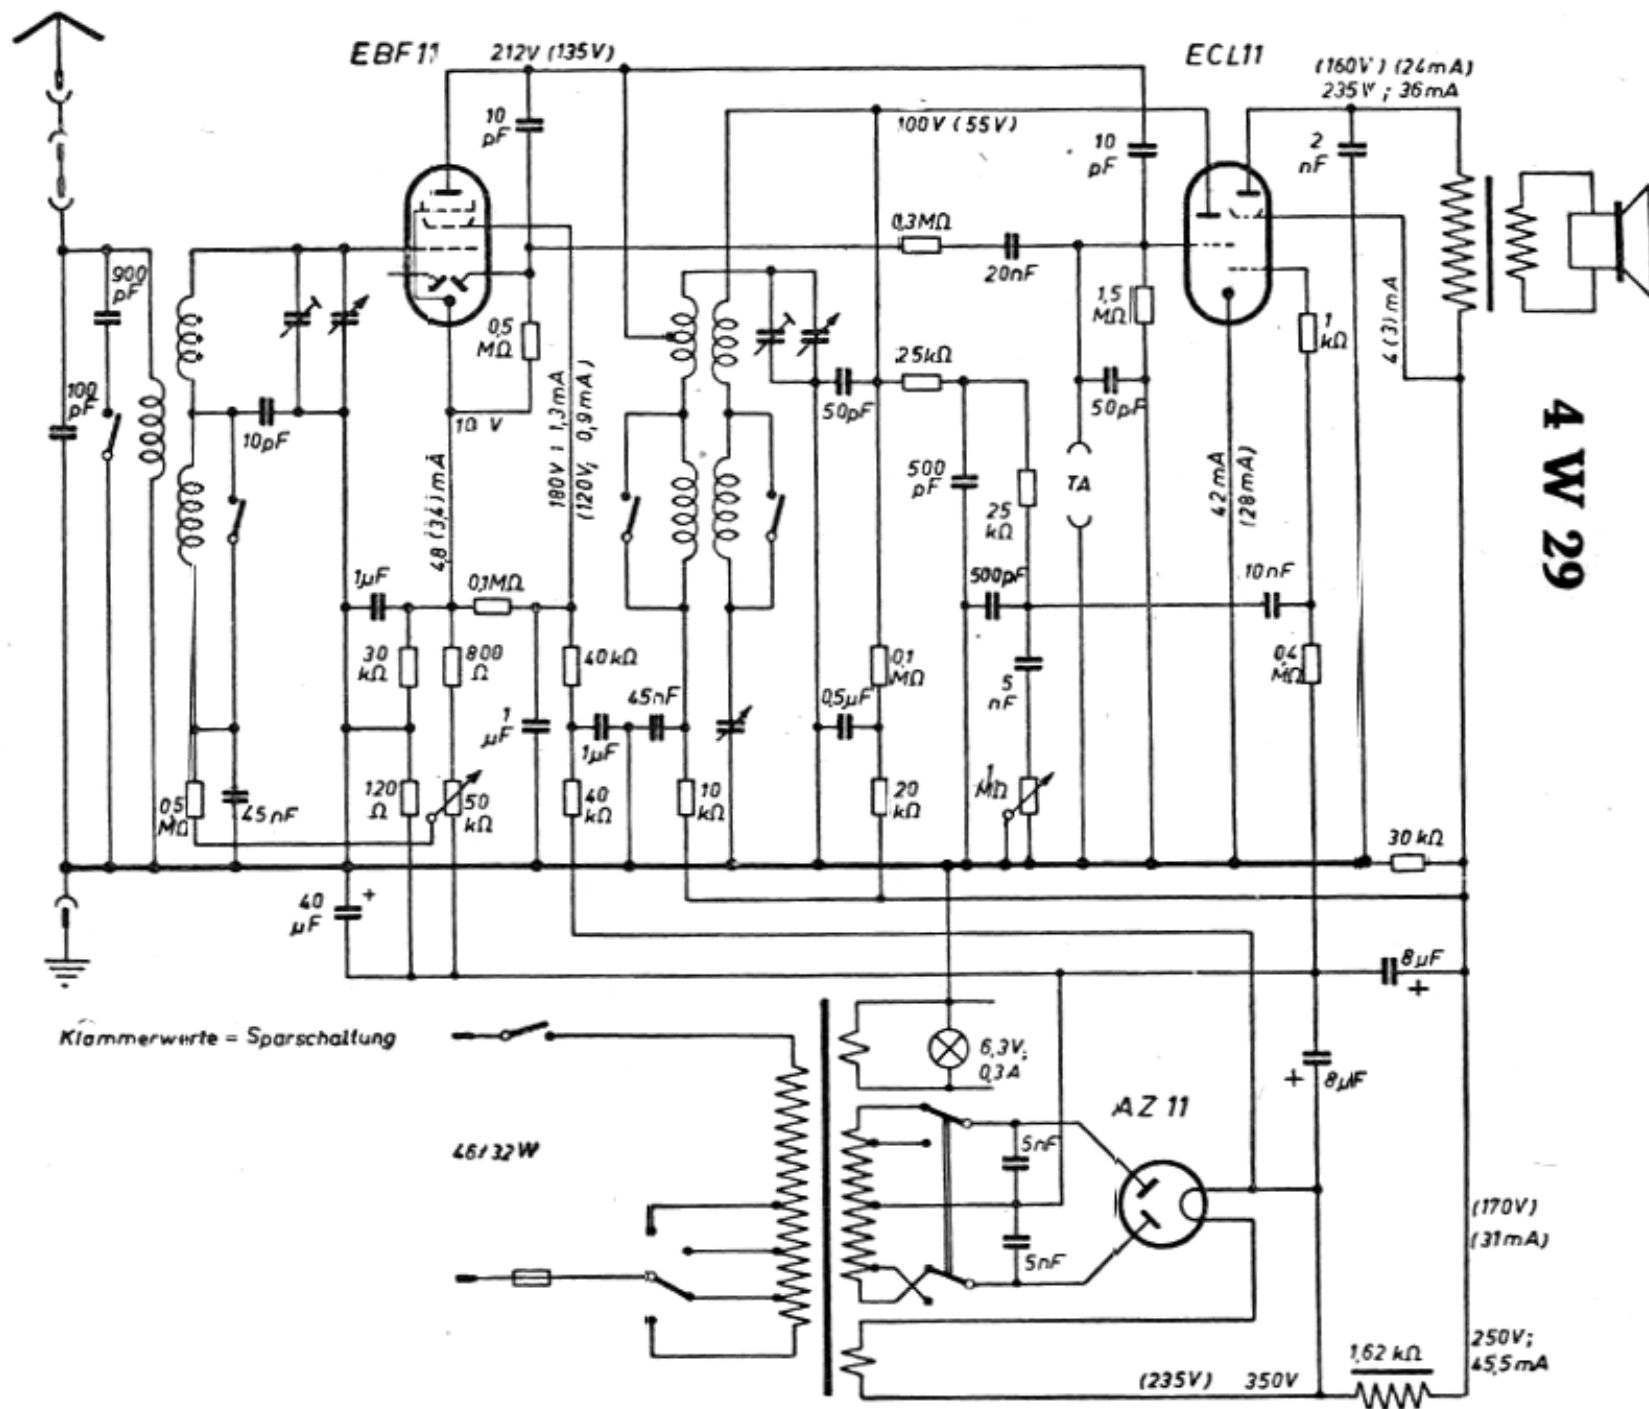 EBF11
212V (135V)
ECL11
(160V) (24mA)
235V ; 36mA
10
pF
100V (55V)
10
pF
2
nF
900
pF
0,3MΩ
20nF
1,5
MΩ
1
kΩ
4 (3) mA
0,5
MΩ
180V ; 1,3mA
(120V; 0,9mA)
25kΩ
100
pF
10pF
10 V
50pF
50pF
4 W 29
4,8 (3,4) mA
500
pF
TA
42mA
(28mA)
25
kΩ
1µF
0,1MΩ
500pF
10nF
30
kΩ
800
Ω
40kΩ
0,1
MΩ
0,4
MΩ
5
nF
45nF
0,5µF
1
µF
1µF
0,5
MΩ
45nF
120
Ω
50
kΩ
40
kΩ
10
kΩ
20
kΩ
1
MΩ
30 kΩ
40
µF
+
8µF
+
Klammerwerte = Sparschaltung
6,3V;
0,3A
+
8µF
AZ 11
46/32W
5nF
5nF
(170V)
(31mA)
250V;
45,5mA
1,62 kΩ
(235V) 350V